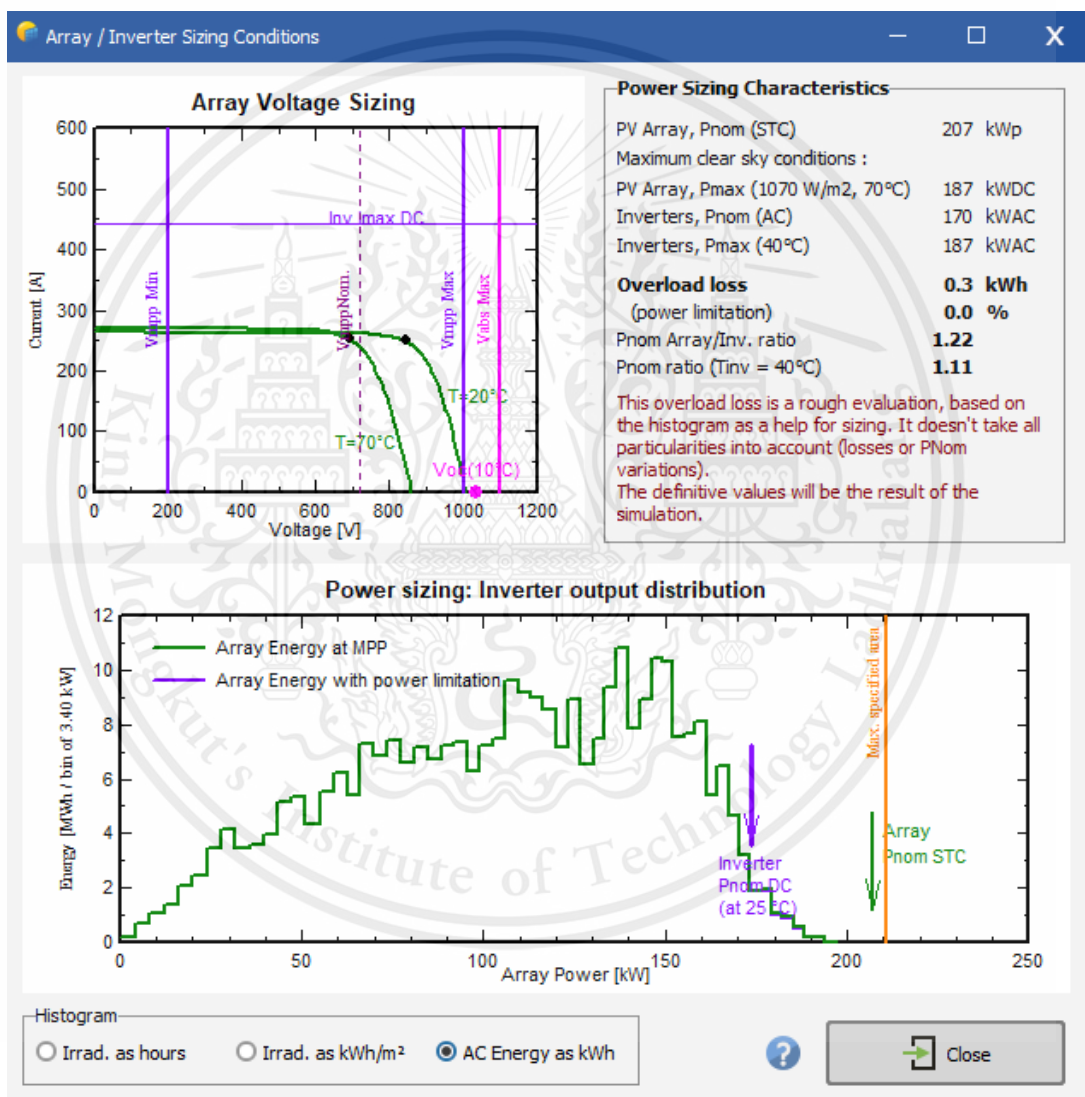 Array / Inverter Sizing Conditions
Array Voltage Sizing
600
500
400
300
200
100
0
Current [A]
Inv Imax DC
Vmpp Min
VmppNom.
Vmpp Max
Vabs Max
T=20°C
T=70°C
Voc(10°C)
0 200 400 600 800 1000 1200
Voltage [V]
Power Sizing Characteristics
PV Array, Pnom (STC) 207 kWp
Maximum clear sky conditions :
PV Array, Pmax (1070 W/m2, 70°C) 187 kWDC
Inverters, Pnom (AC) 170 kWAC
Inverters, Pmax (40°C) 187 kWAC
Overload loss 0.3 kWh
(power limitation) 0.0 %
Pnom Array/Inv. ratio 1.22
Pnom ratio (Tinv = 40°C) 1.11
This overload loss is a rough evaluation, based on
the histogram as a help for sizing. It doesn't take all
particularities into account (losses or PNom
variations).
The definitive values will be the result of the
simulation.
Power sizing: Inverter output distribution
12
10
8
6
4
2
0
Energy [MWh / bin of 3.40 kW]
Array Energy at MPP
Array Energy with power limitation
Max. specified area
Inverter
Pnom DC
(at 25 °C)
Array
Pnom STC
0 50 100 150 200 250
Array Power [kW]
King Mongkut's Institute of Technology Ladkrabang
Histogram
Irrad. as hours Irrad. as kWh/m² AC Energy as kWh
?
Close